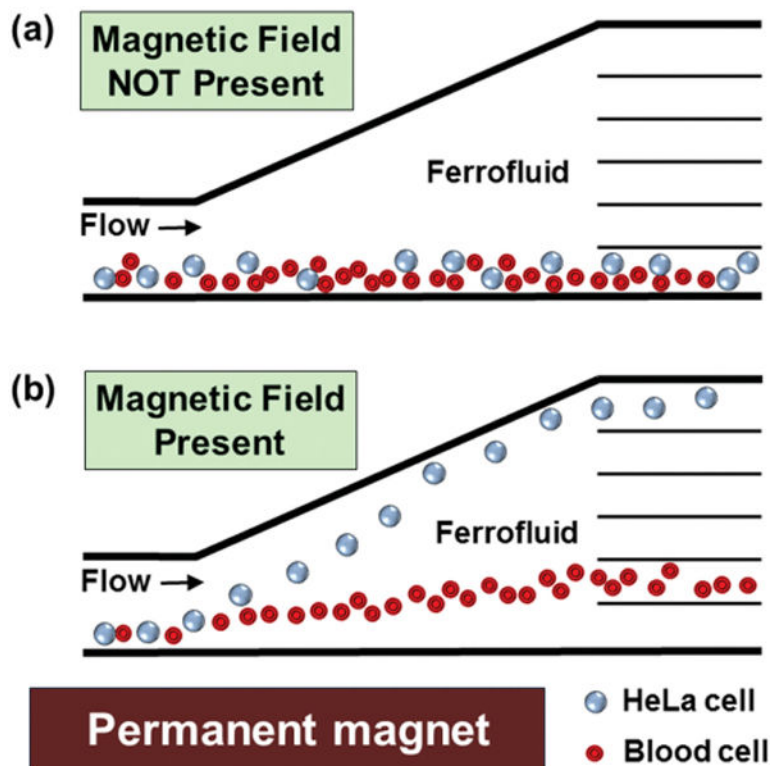 (a)
Magnetic Field
NOT Present
Ferrofluid
Flow
(b)
Magnetic Field
Present
Ferrofluid
Flow
Permanent magnet
HeLa cell
Blood cell